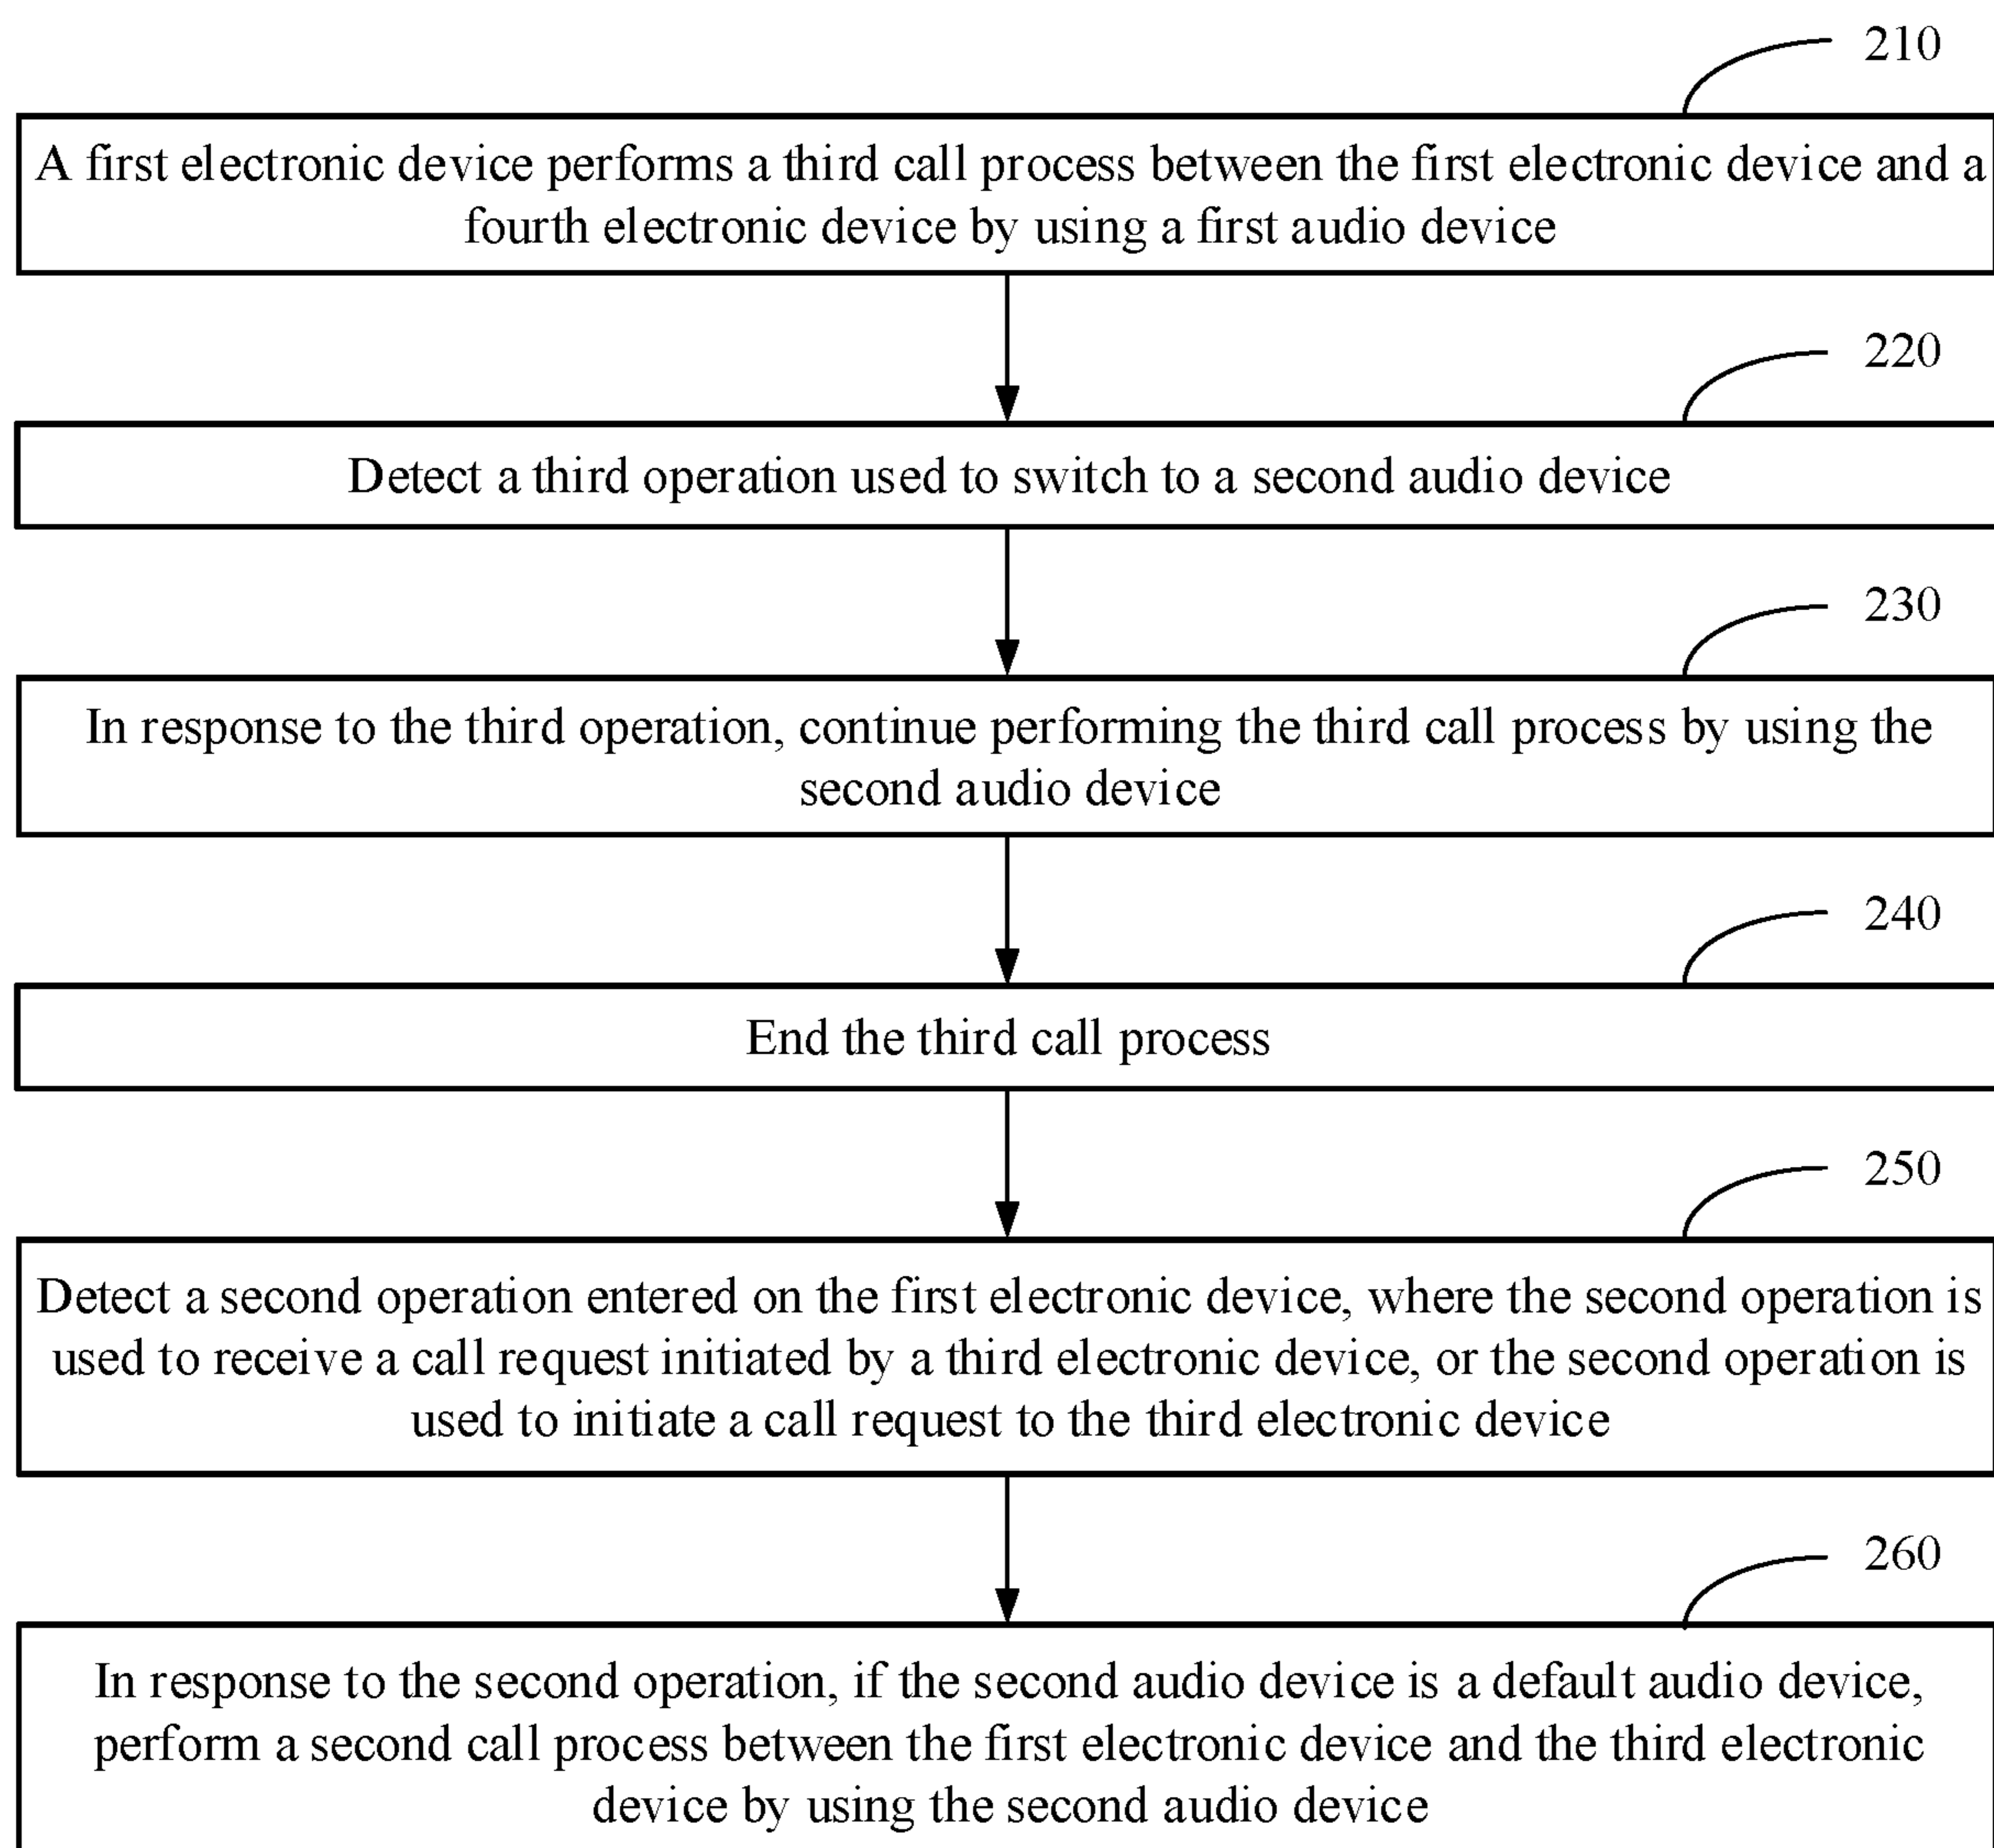 210
A first electronic device performs a third call process between the first electronic device and a
fourth electronic device by using a first audio device
220
Detect a third operation used to switch to a second audio device
230
In response to the third operation, continue performing the third call process by using the
second audio device
240
End the third call process
250
Detect a second operation entered on the first electronic device, where the second operation is
used to receive a call request initiated by a third electronic device, or the second operation is
used to initiate a call request to the third electronic device
260
In response to the second operation, if the second audio device is a default audio device,
perform a second call process between the first electronic device and the third electronic
device by using the second audio device